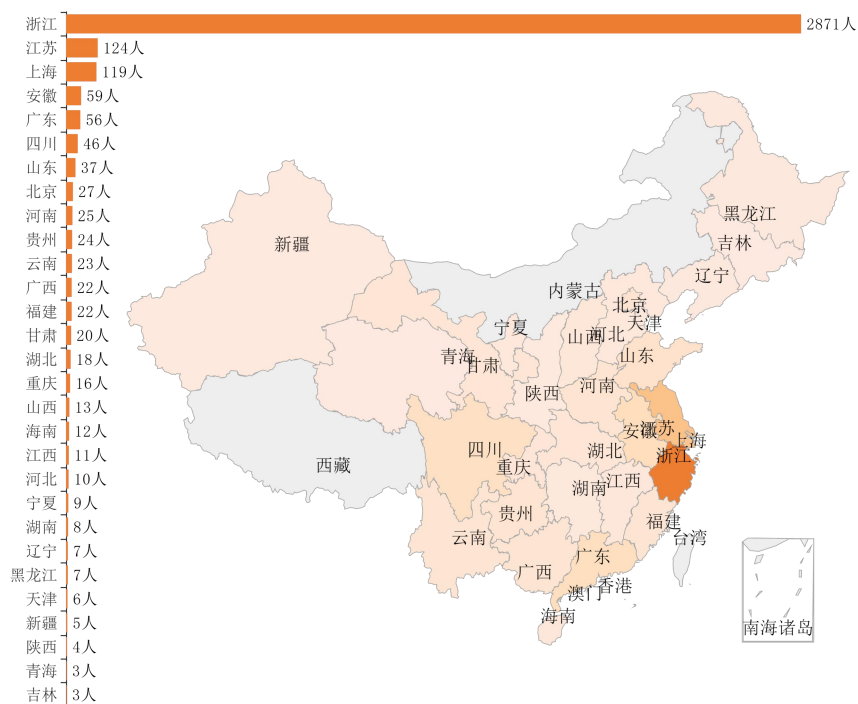 浙江 2871人
江苏 124人
上海 119人
安徽 59人
广东 56人
四川 46人
山东 37人
北京 27人
河南 25人
贵州 24人
云南 23人
广西 22人
福建 22人
甘肃 20人
湖北 18人
重庆 16人
山西 13人
海南 12人
江西 11人
河北 10人
宁夏 9人
湖南 8人
辽宁 7人
黑龙江 7人
天津 6人
新疆 5人
陕西 4人
青海 3人
吉林 3人
黑龙江
吉林
新疆
辽宁
内蒙古
北京
天津
宁夏
山西
河北
青海
甘肃
山东
陕西
河南
安徽
江苏
上海
四川
湖北
浙江
西藏
重庆
湖南
江西
贵州
福建
云南
台湾
广东
广西
澳门
香港
海南
南海诸岛